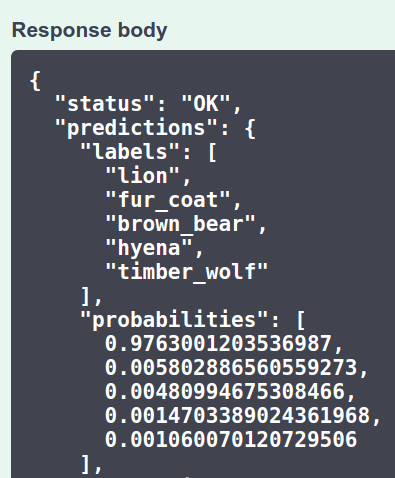 Response body
{
"status": "OK",
"predictions": {
"labels": [
"lion",
"fur_coat",
"brown_bear",
"hyena",
"timber_wolf"
],
"probabilities": [
0.9763001203536987,
0.005802886560559273,
0.00480994675308466,
0.0014703389024361968,
0.001060070120729506
],